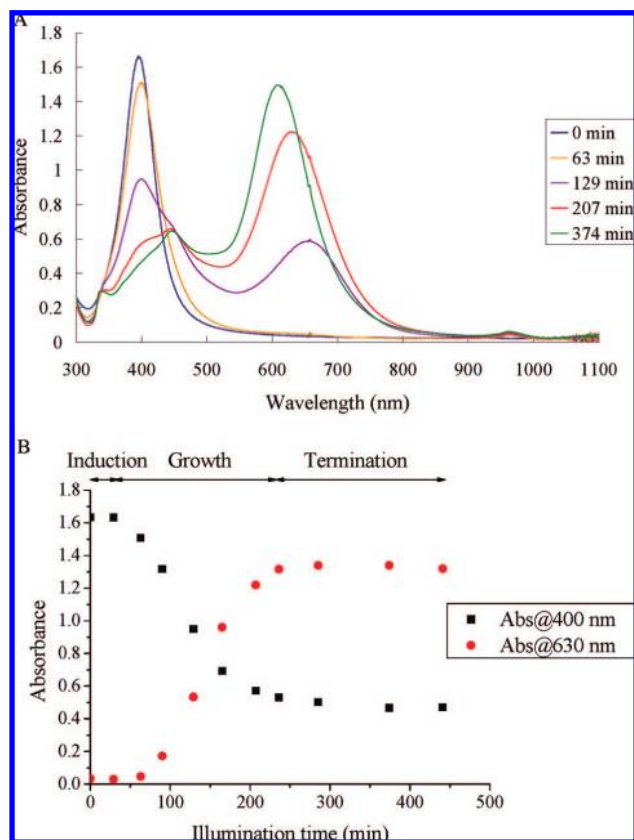 A
1.8
1.6
1.4
1.2
1
0.8
0.6
0.4
0.2
0
Absorbance
0 min
63 min
129 min
207 min
374 min
300 400 500 600 700 800 900 1000 1100
Wavelength (nm)
B
Induction Growth Termination
1.8
1.6
1.4
1.2
1.0
0.8
0.6
0.4
0.2
0.0
Absorbance
Abs@400 nm
Abs@630 nm
0 100 200 300 400 500
Illumination time (min)